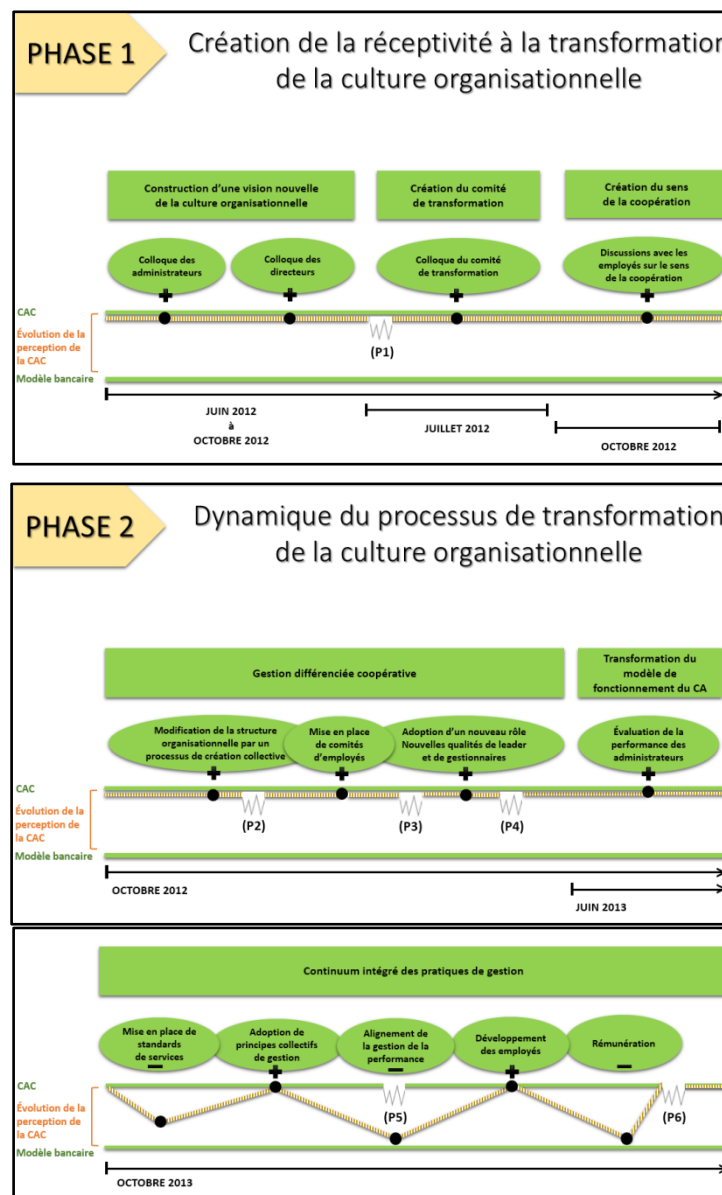 PHASE 1
Création de la réceptivité à la transformation
de la culture organisationnelle
Construction d'une vision nouvelle
de la culture organisationnelle
Création du comité
de transformation
Création du sens
de la coopération
Colloque des
administrateurs
Colloque des
directeurs
Colloque du comité
de transformation
Discussions avec les
employés sur le sens
de la coopération
CAC
Évolution de la
perception de
la CAC
(P1)
Modèle bancaire
JUIN 2012
à
OCTOBRE 2012
JUILLET 2012
OCTOBRE 2012
PHASE 2
Dynamique du processus de transformation
de la culture organisationnelle
Gestion différenciée coopérative
Transformation du
modèle de
fonctionnement du CA
Modification de la structure
organisationnelle par un
processus de création collective
Mise en place
de comités
d'employés
Adoption d'un nouveau rôle
Nouvelles qualités de leader
et de gestionnaires
Évaluation de la
performance des
administrateurs
CAC
Évolution de la
perception de
la CAC
(P2)
(P3)
(P4)
Modèle bancaire
OCTOBRE 2012
JUIN 2013
Continuum intégré des pratiques de gestion
Mise en place de
standards
de services
Adoption de
principes collectifs
de gestion
Alignement de
la gestion de la
performance
Développement
des employés
Rémunération
CAC
Évolution de la
perception de
la CAC
(P5)
(P6)
Modèle bancaire
OCTOBRE 2013